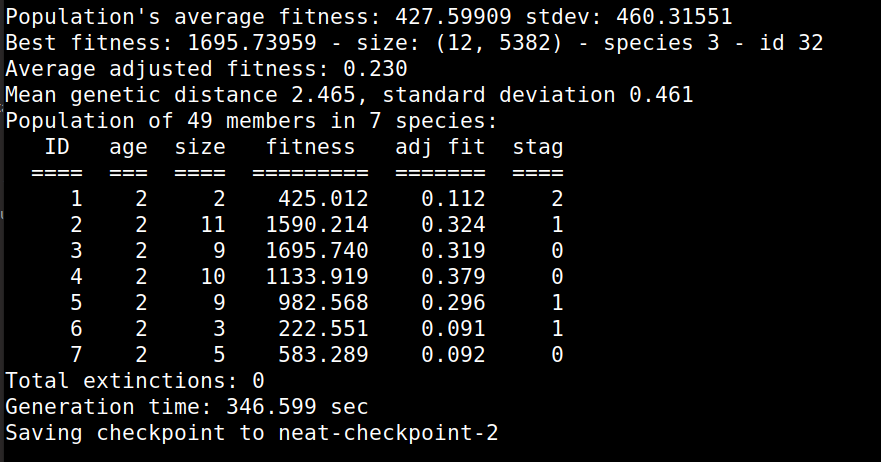 Population's average fitness: 427.59909 stdev: 460.31551
Best fitness: 1695.73959 - size: (12, 5382) - species 3 - id 32
Average adjusted fitness: 0.230
Mean genetic distance 2.465, standard deviation 0.461
Population of 49 members in 7 species:
   ID   age  size   fitness   adj fit  stag
  ====  ===  ====  =========  =======  ====
     1    2     2    425.012    0.112     2
     2    2    11   1590.214    0.324     1
     3    2     9   1695.740    0.319     0
     4    2    10   1133.919    0.379     0
     5    2     9    982.568    0.296     1
     6    2     3    222.551    0.091     1
     7    2     5    583.289    0.092     0
Total extinctions: 0
Generation time: 346.599 sec
Saving checkpoint to neat-checkpoint-2